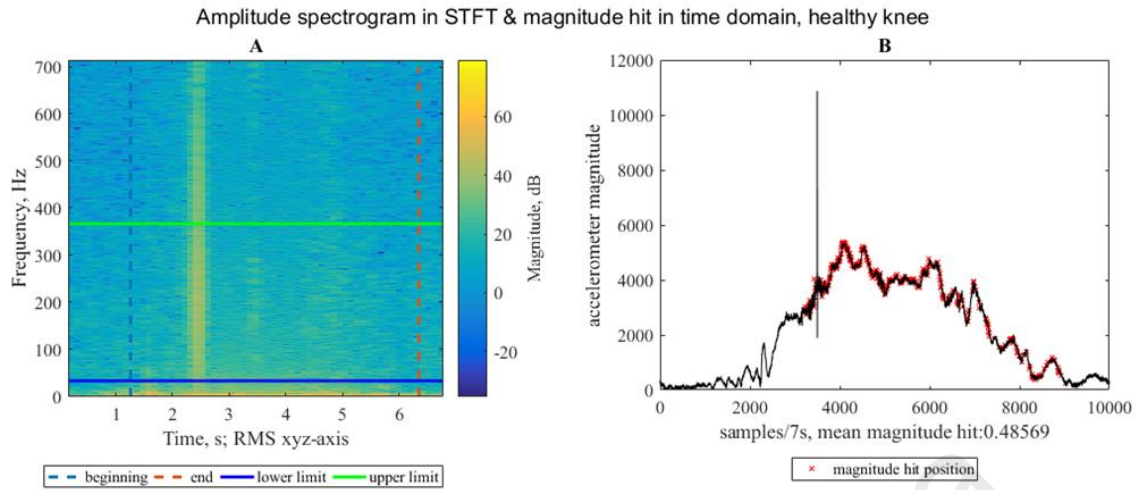 Amplitude spectrogram in STFT & magnitude hit in time domain, healthy knee
A
B
700
600
500
400
300
200
100
0
Frequency, Hz
1 2 3 4 5 6
Time, s; RMS xyz-axis
60
40
20
0
-20
Magnitude, dB
beginning end lower limit upper limit
12000
10000
8000
6000
4000
2000
0
accelerometer magnitude
0 2000 4000 6000 8000 10000
samples/7s, mean magnitude hit:0.48569
magnitude hit position